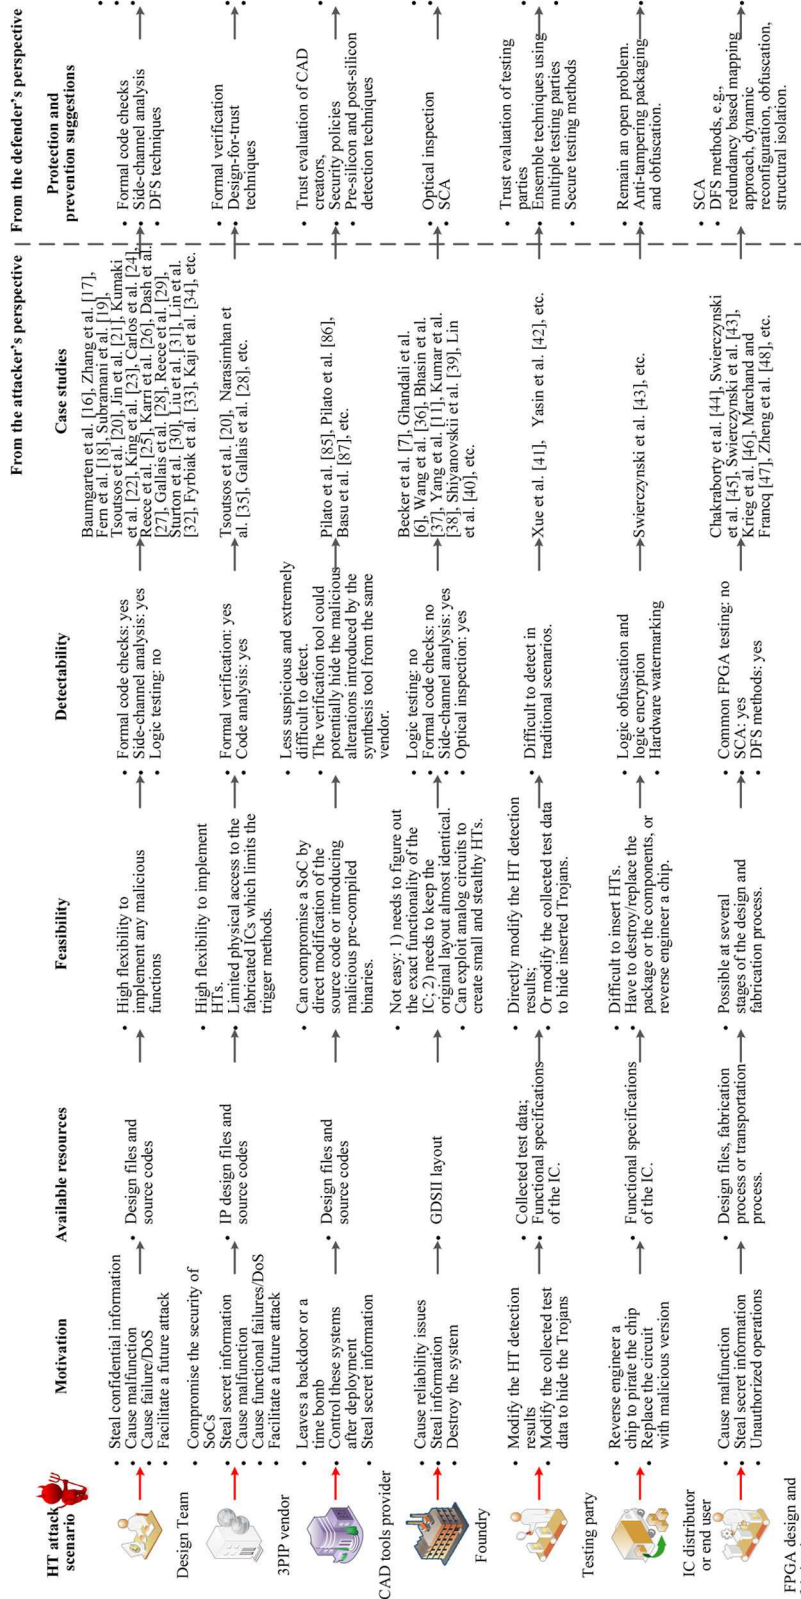 From the attacker's perspective
From the defender's perspective
HT attack
scenario
Motivation
Available resources
Feasibility
Detectability
Case studies
Protection and
prevention suggestions
Design Team
• Steal confidential information
• Cause malfunction
• Cause failure/DoS
• Facilitate a future attack
• Design files and
source codes
• High flexibility to
implement any malicious
functions
• Formal code checks: yes
• Side-channel analysis: yes
• Logic testing: no
Baumgarten et al. [16], Zhang et al. [17],
Fern et al. [18], Subramani et al. [19],
Tsoutsos et al. [20], Jin et al. [21], Kumaki
et al. [22], King et al. [23], Carlos et al. [24],
Reece et al. [25], Karri et al. [26], Dash et al.
[27], Gallais et al. [28], Reece et al. [29],
Sturton et al. [30], Liu et al. [31], Lin et al.
[32], Fyrbiak et al. [33], Kaji et al. [34], etc.
• Formal code checks
• Side-channel analysis
• DFS techniques
3PIP vendor
• Compromise the security of
SoCs
• Steal secret information
• Cause malfunction
• Cause functional failures/DoS
• Facilitate a future attack
• IP design files and
source codes
• High flexibility to implement
HTs.
• Limited physical access to the
fabricated ICs which limits the
trigger methods.
• Formal verification: yes
• Code analysis: yes
Tsoutsos et al. [20], Narasimhan et
al. [35], Gallais et al. [28], etc.
• Formal verification
• Design-for-trust
techniques
CAD tools provider
• Leaves a backdoor or a
time bomb
• Control these systems
after deployment
• Steal secret information
• Design files and
source codes
• Can compromise a SoC by
direct modification of the
source code or introducing
malicious pre-compiled
binaries.
• Less suspicious and extremely
difficult to detect.
• The verification tool could
potentially hide the malicious
alterations introduced by the
synthesis tool from the same
vendor.
Pilato et al. [85], Pilato et al. [86],
Basu et al. [87], etc.
• Trust evaluation of CAD
creators,
• Security policies
• Pre-silicon and post-silicon
detection techniques
Foundry
• Cause reliability issues
• Steal information
• Destroy the system
• GDSII layout
• Not easy: 1) needs to figure out
the exact functionality of the
IC; 2) needs to keep the
original layout almost identical.
• Can exploit analog circuits to
create small and stealthy HTs.
• Logic testing: no
• Formal code checks: no
• Side-channel analysis: yes
• Optical inspection: yes
Becker et al. [7], Ghandali et al.
[6], Wang et al. [36], Bhasin et al.
[37], Yang et al. [11], Kumar et al.
[38], Shiyanovskii et al. [39], Lin
et al. [40], etc.
• Optical inspection
• SCA
Testing party
• Modify the HT detection
results
• Modify the collected test
data to hide the Trojans
• Collected test data;
• Functional specifications
of the IC.
• Directly modify the HT detection
results;
• Or modify the collected test data
to hide inserted Trojans.
• Difficult to detect in
traditional scenarios.
Xue et al. [41], Yasin et al. [42], etc.
• Trust evaluation of testing
parties
• Ensemble techniques using
multiple testing parties
• Secure testing methods
IC distributor
or end user
• Reverse engineer a
chip to pirate the chip
• Replace the circuit
with malicious version
• Functional specifications
of the IC.
• Difficult to insert HTs.
• Have to destroy/replace the
package or the components, or
reverse engineer a chip.
• Logic obfuscation and
logic encryption
• Hardware watermarking
Swierczynski et al. [43], etc.
• Remain an open problem.
• Anti-tampering packaging
and obfuscation.
FPGA design and
• Cause malfunction
• Steal secret information
• Unauthorized operations
• Design files, fabrication
process or transportation
process.
• Possible at several
stages of the design and
fabrication process.
• Common FPGA testing: no
• SCA: yes
• DFS methods: yes
Chakraborty et al. [44], Swierczynski
et al. [45], Swierczynski et al. [43],
Krieg et al. [46], Marchand and
Francq [47], Zheng et al. [48], etc.
• SCA
• DFS methods, e.g.,
redundancy based mapping
approach, dynamic
reconfiguration, obfuscation,
structural isolation.